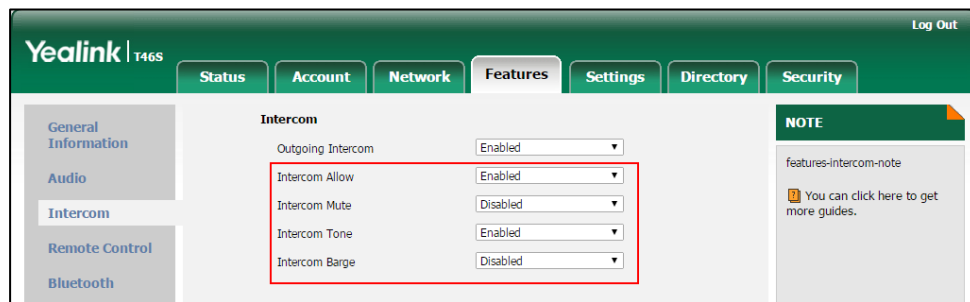 Log Out
Yealink T46S
Status Account Network Features Settings Directory Security
General
Information
Audio
Intercom
Remote Control
Bluetooth
Intercom
Outgoing Intercom Enabled
Intercom Allow Enabled
Intercom Mute Disabled
Intercom Tone Enabled
Intercom Barge Disabled
NOTE
features-intercom-note
You can click here to get
more guides.